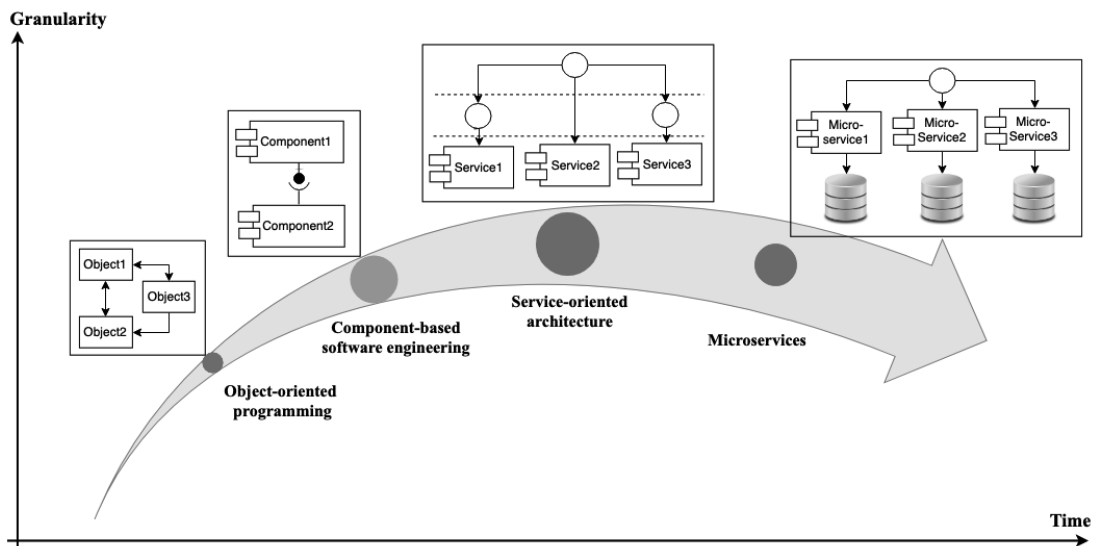 Granularity
Component1
Component2
Service1
Service2
Service3
Micro-
service1
Micro-
Service2
Micro-
Service3
Object1
Object3
Object2
Object-oriented
programming
Component-based
software engineering
Service-oriented
architecture
Microservices
Time